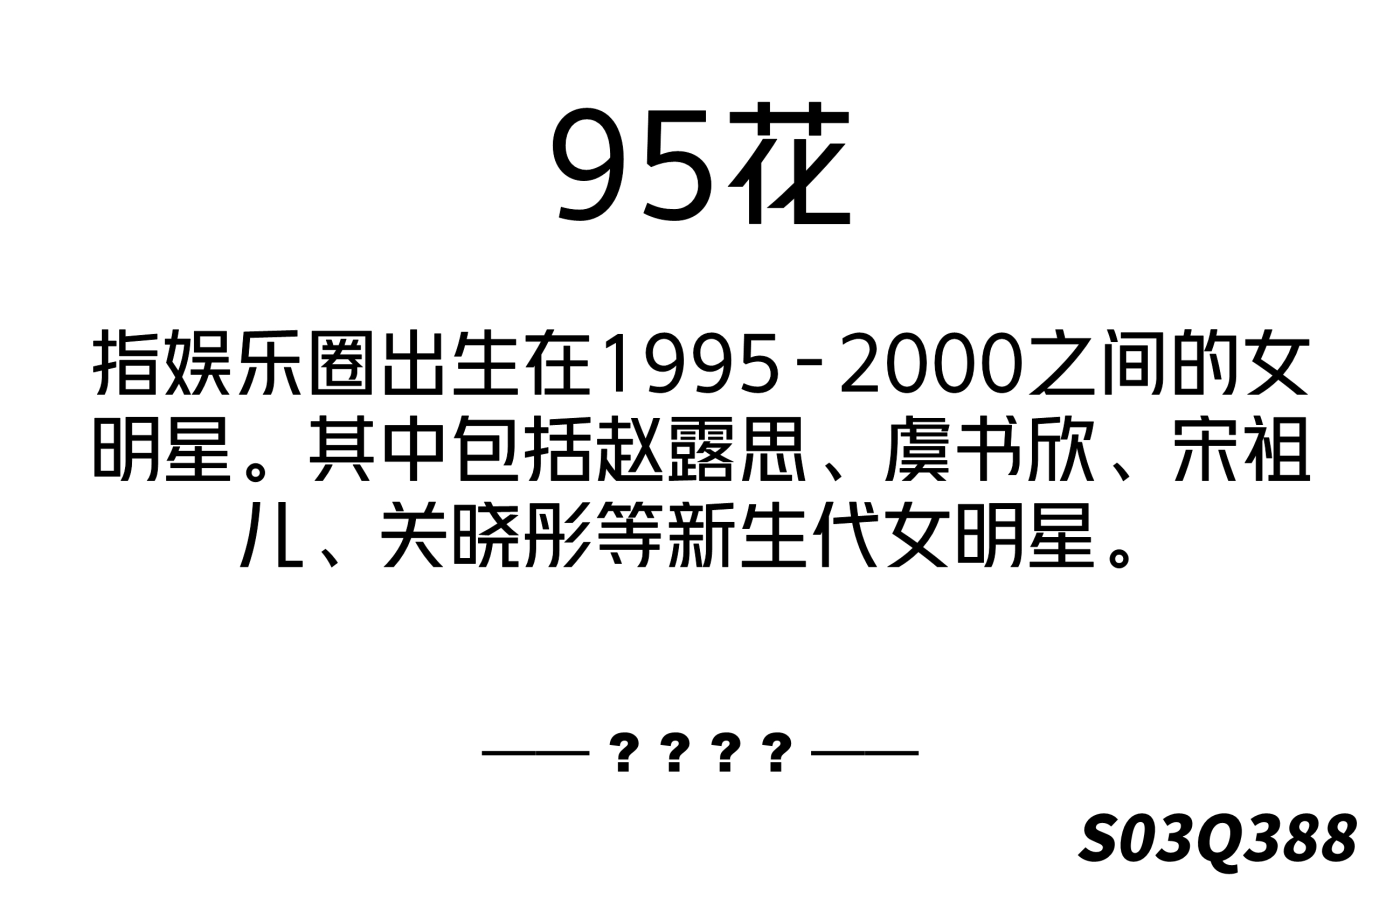 95花
指娱乐圈出生在1995-2000之间的女
明星。其中包括赵露思、虞书欣、宋祖
儿、关晓彤等新生代女明星。
——????——
S03Q388